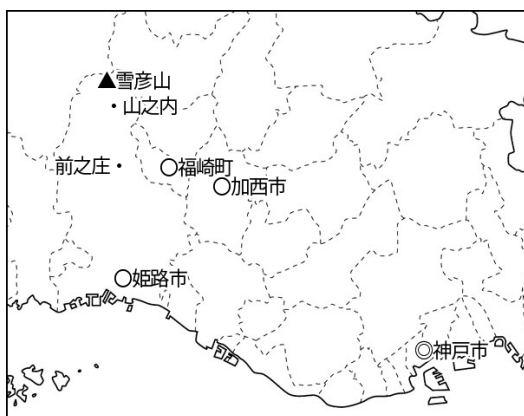 ▲雪彦山
・山之内
前之庄・
○福崎町
○加西市
○姫路市
◎神戸市